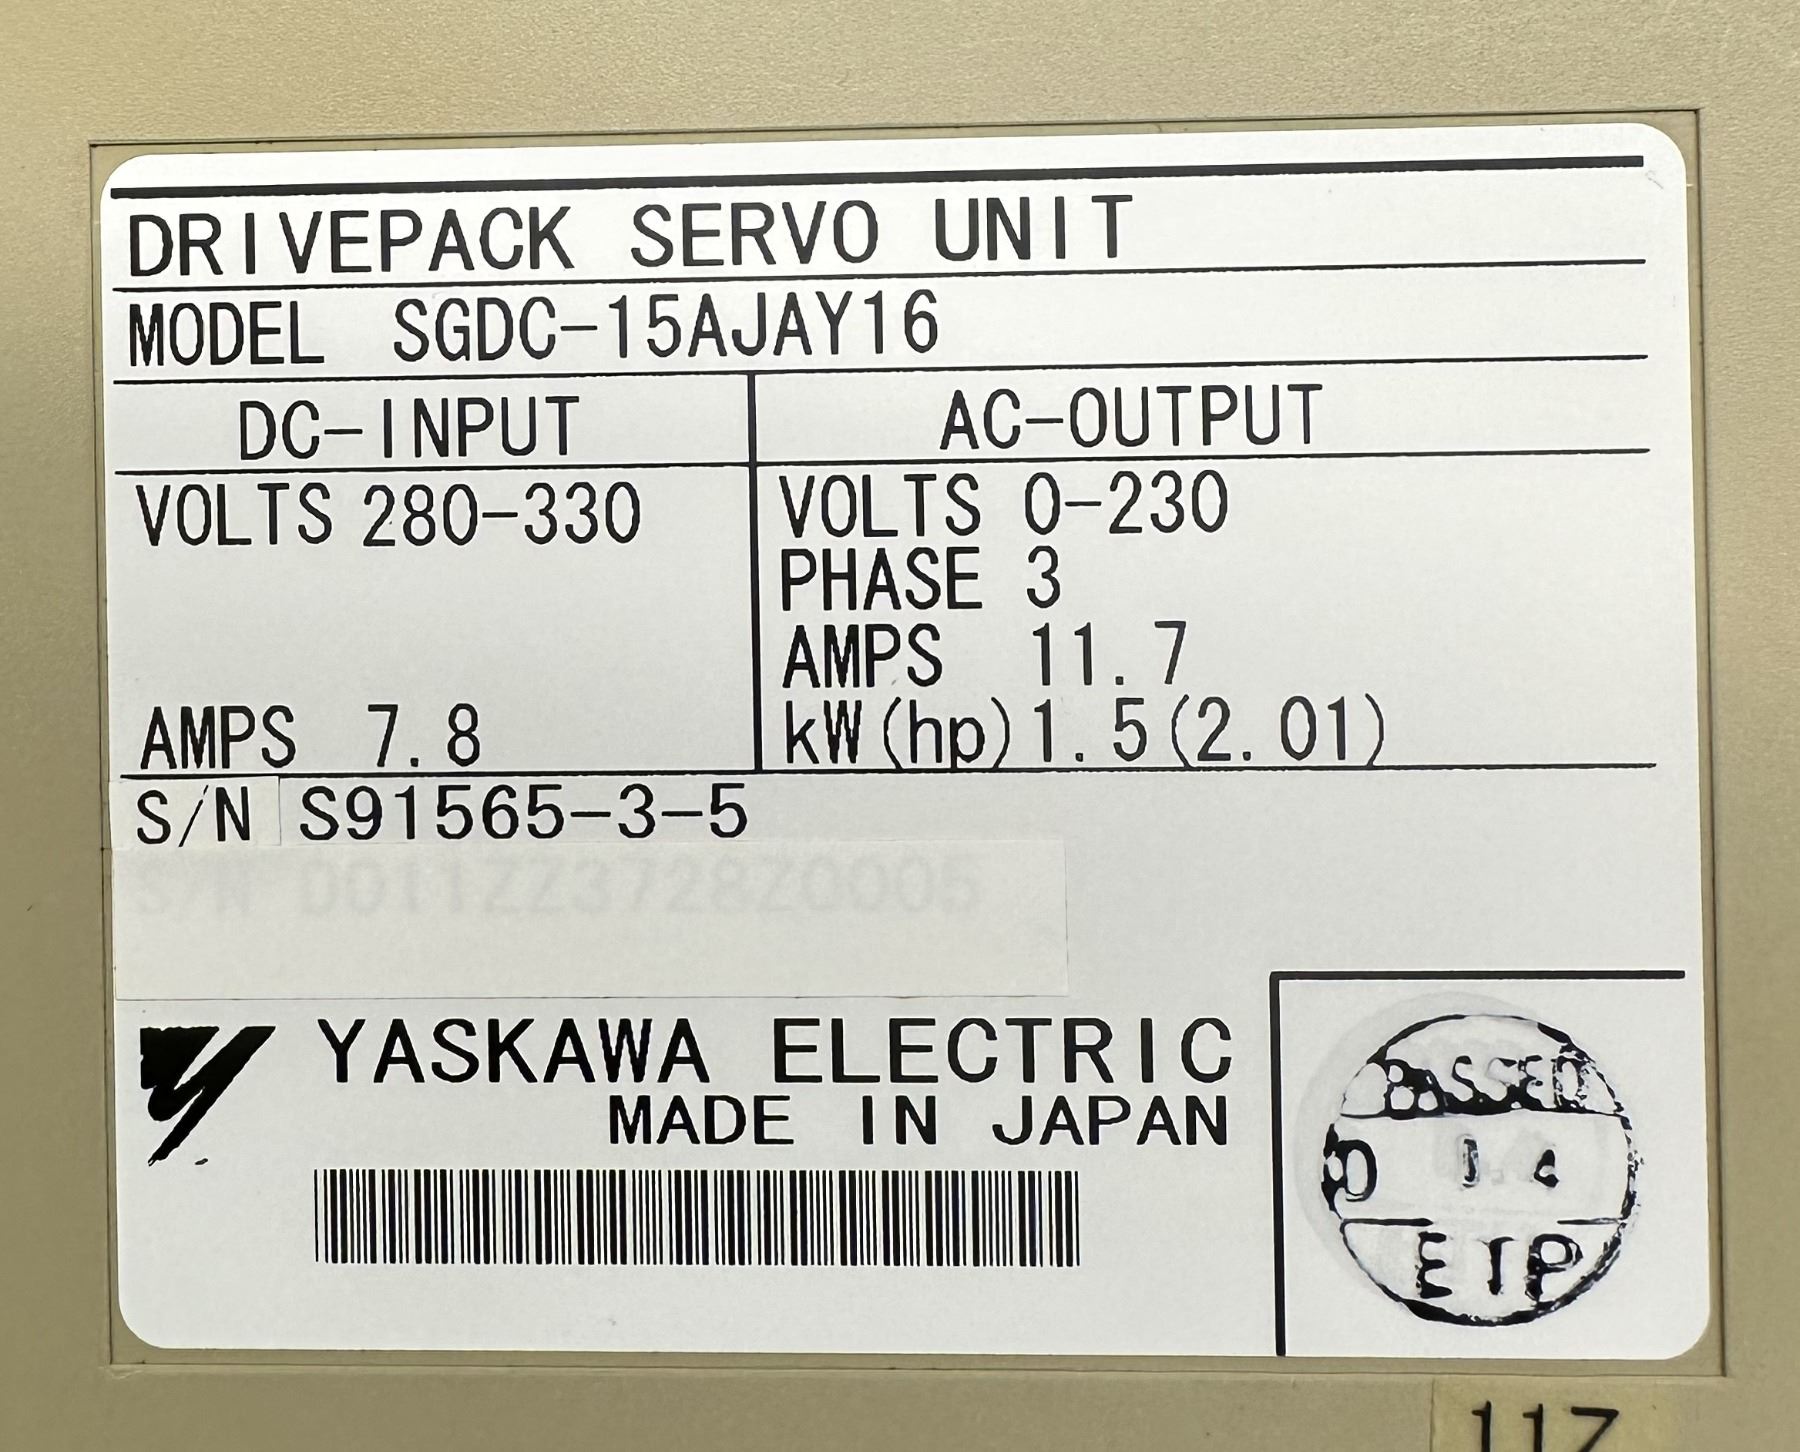 DRIVEPACK SERVO UNIT
MODEL SGDC-15AJAY16
DC-INPUT
AC-OUTPUT
VOLTS 280-330
AMPS 7.8
VOLTS 0-230
PHASE 3
AMPS 11.7
kW(hp) 1.5(2.01)
S/N S91565-3-5
S/N D011ZZ3728Z0005
YASKAWA ELECTRIC
MADE IN JAPAN
PASSED
ETP